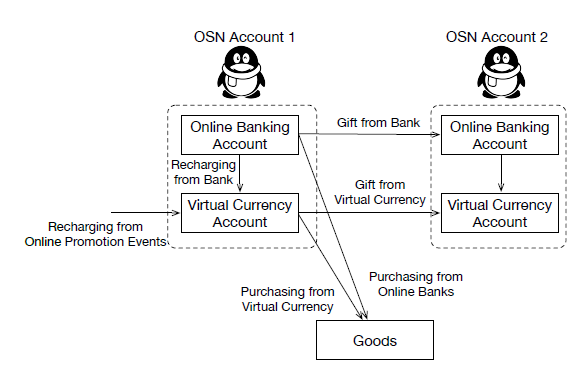 OSN Account 1
OSN Account 2
Online Banking
Account
Gift from Bank
Online Banking
Account
Recharging
from Bank
Virtual Currency
Account
Gift from
Virtual Currency
Virtual Currency
Account
Recharging from
Online Promotion Events
Purchasing from
Virtual Currency
Purchasing from
Online Banks
Goods